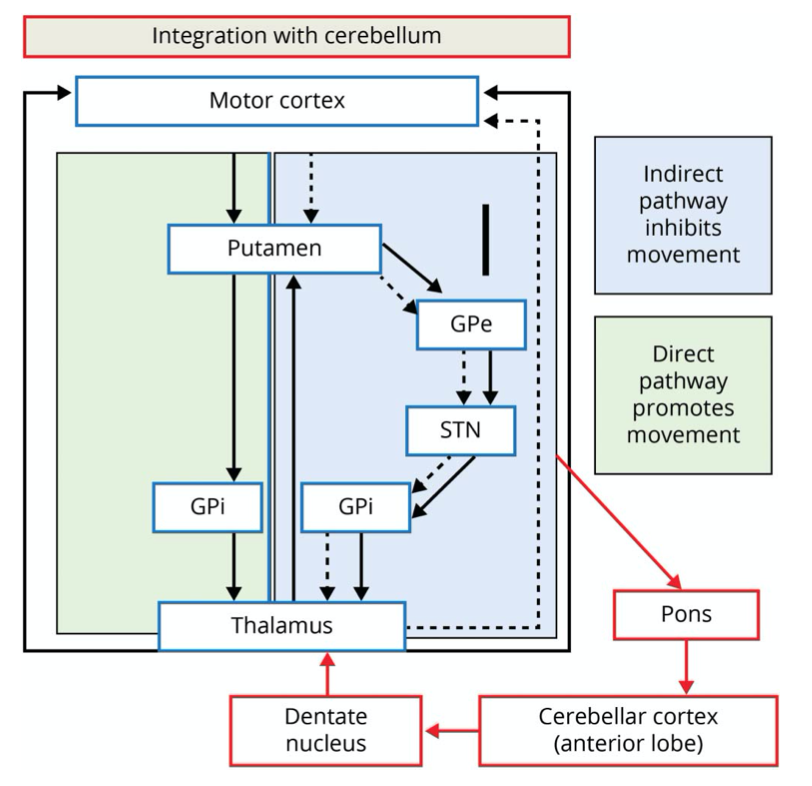 Integration with cerebellum
Motor cortex
Indirect
pathway
inhibits
movement
Putamen
GPe
Direct
pathway
promotes
movement
STN
GPi
GPi
Thalamus
Pons
Dentate
nucleus
Cerebellar cortex
(anterior lobe)